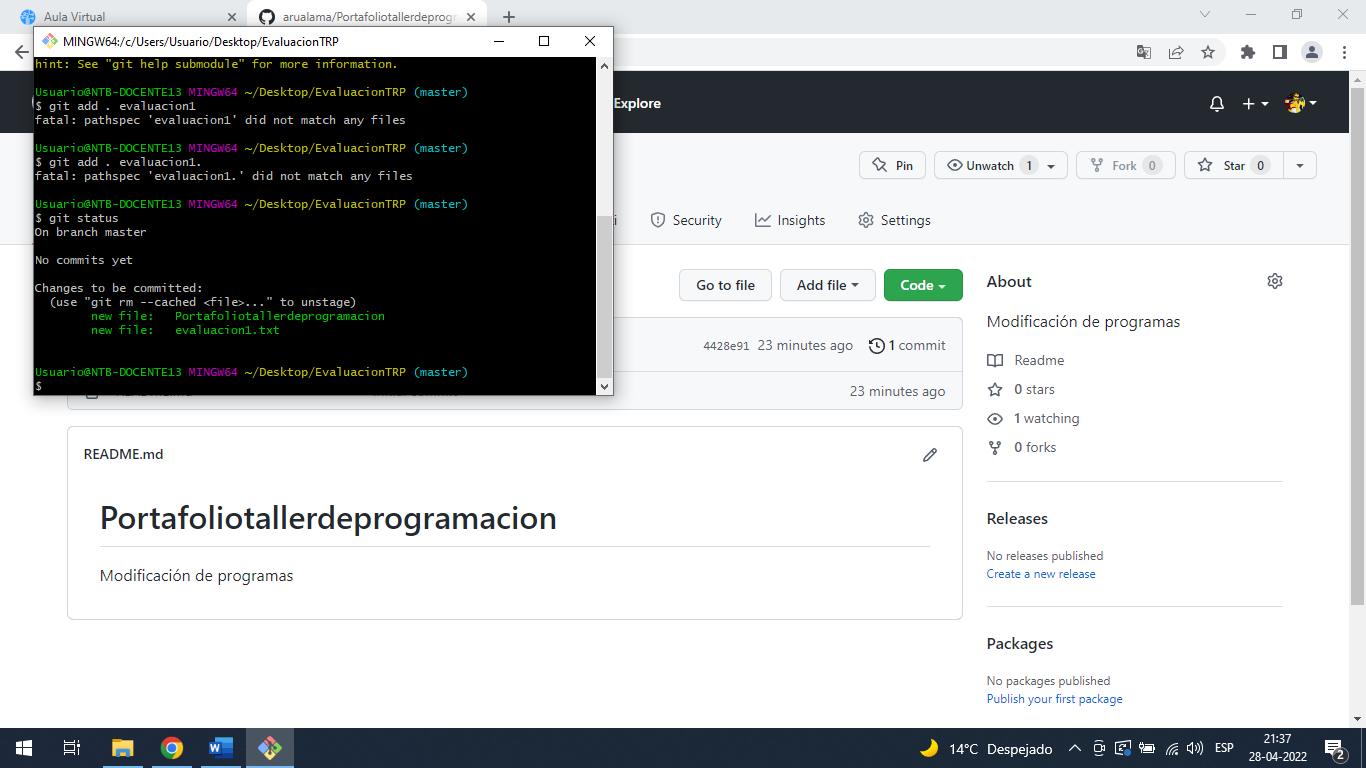 Aula Virtual
arualama/Portafoliotallerdeprogr
MINGW64:/c/Users/Usuario/Desktop/EvaluacionTRP
hint: See "git help submodule" for more information.
Usuario@NTB-DOCENTE13 MINGW64 ~/Desktop/EvaluacionTRP (master)
$ git add . evaluacion1
fatal: pathspec 'evaluacion1' did not match any files
Usuario@NTB-DOCENTE13 MINGW64 ~/Desktop/EvaluacionTRP (master)
$ git add . evaluacion1.
fatal: pathspec 'evaluacion1.' did not match any files
Usuario@NTB-DOCENTE13 MINGW64 ~/Desktop/EvaluacionTRP (master)
$ git status
On branch master
No commits yet
Changes to be committed:
(use "git rm --cached <file>..." to unstage)
new file: Portafoliotallerdeprogramacion
new file: evaluacion1.txt
Usuario@NTB-DOCENTE13 MINGW64 ~/Desktop/EvaluacionTRP (master)
$
Explore
Pin
Unwatch 1
Fork 0
Star 0
Security
Insights
Settings
Go to file
Add file
Code
4428e91 23 minutes ago
1 commit
23 minutes ago
README.md
Portafoliotallerdeprogramacion
Modificación de programas
About
Modificación de programas
Readme
0 stars
1 watching
0 forks
Releases
No releases published
Create a new release
Packages
No packages published
Publish your first package
14°C Despejado
ESP
21:37
28-04-2022
2